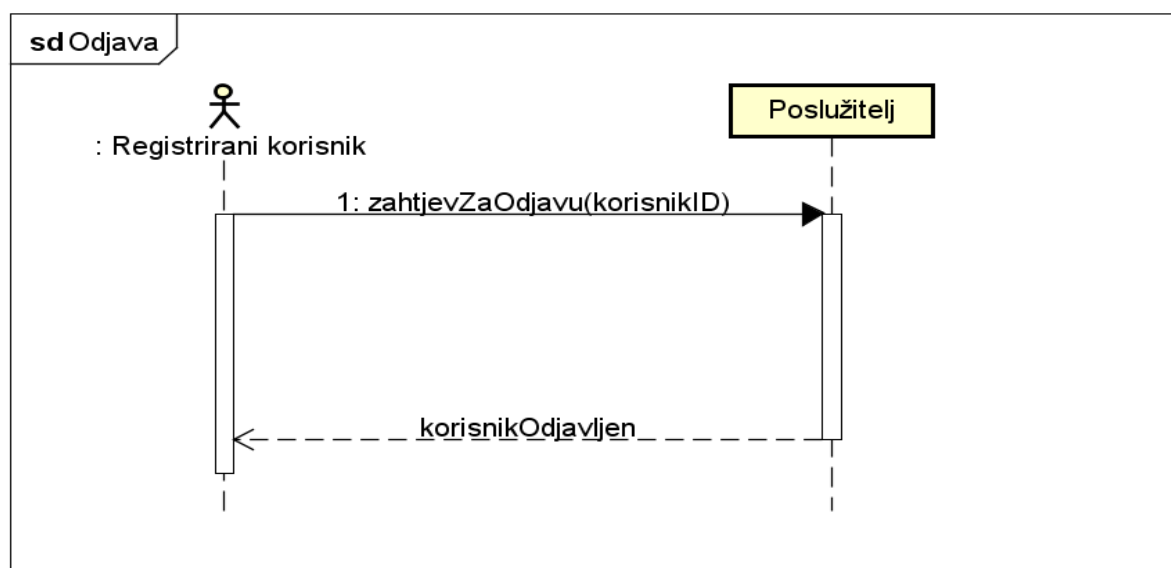 sd Odjava
: Registrirani korisnik
Poslužitelj
1: zahtjevZaOdjavu(korisnikID)
korisnikOdjavljen